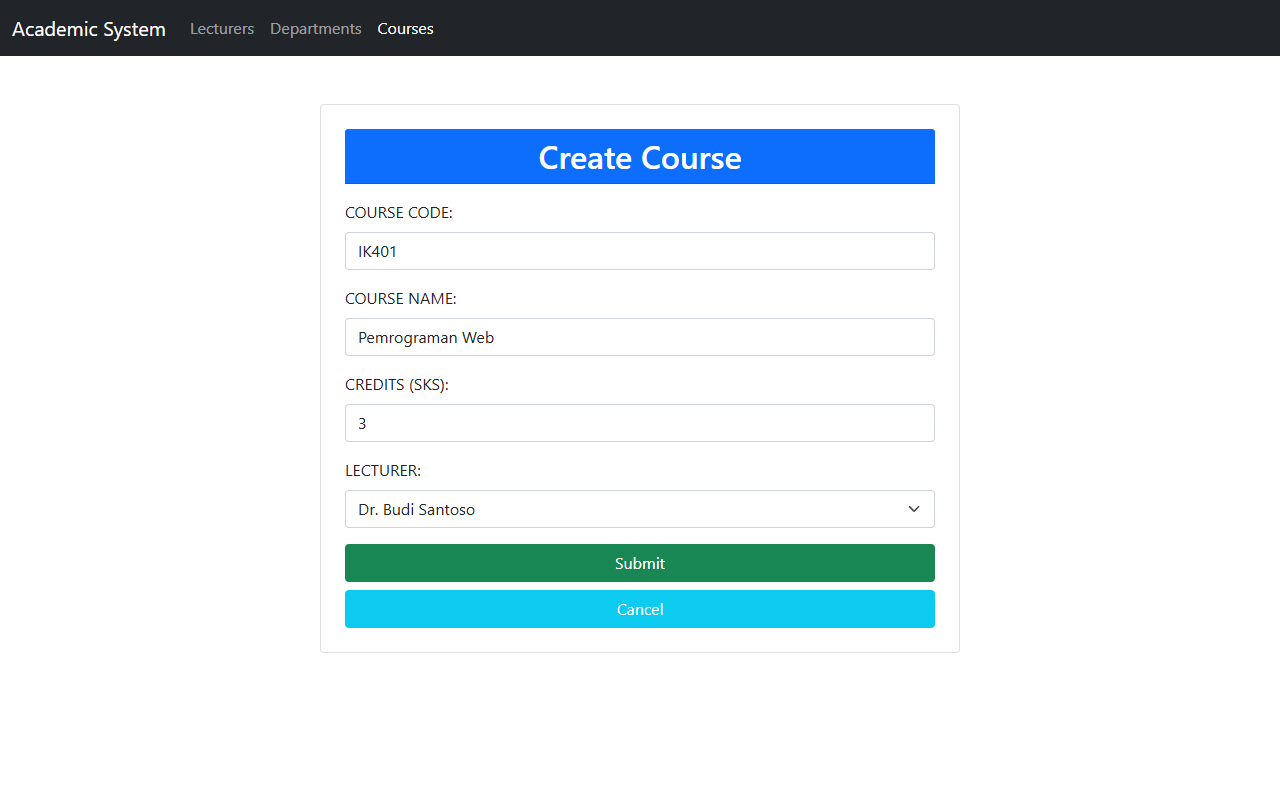 Academic System Lecturers Departments Courses
Create Course
COURSE CODE:
IK401
COURSE NAME:
Pemrograman Web
CREDITS (SKS):
3
LECTURER:
Dr. Budi Santoso
Submit
Cancel